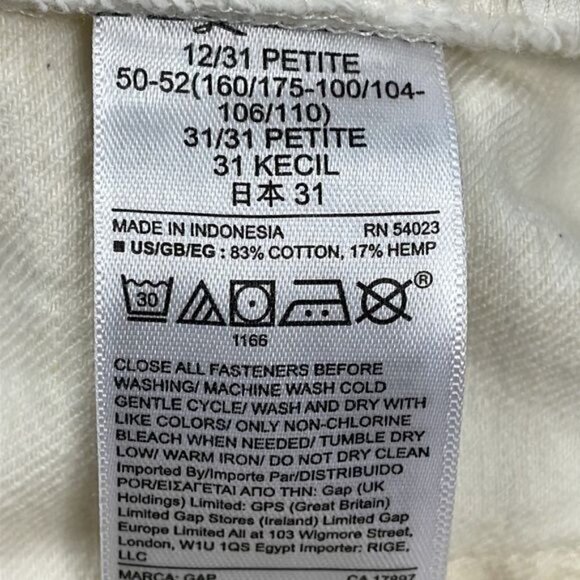 12/31 PETITE
50-52(160/175-100/104-
106/110)
31/31 PETITE
31 KECIL
日本 31
MADE IN INDONESIA RN 54023
US/GB/EG : 83% COTTON, 17% HEMP
30
®
1166
CLOSE ALL FASTENERS BEFORE
WASHING/ MACHINE WASH COLD
GENTLE CYCLE/ WASH AND DRY WITH
LIKE COLORS/ ONLY NON-CHLORINE
BLEACH WHEN NEEDED/ TUMBLE DRY
LOW/ WARM IRON/ DO NOT DRY CLEAN
Imported By/Importe Par/DISTRIBUIDO
POR/ΕΙΣΑΓΕΤΑΙ ΑΠΟ ΤΗΝ: Gap (UK
Holdings) Limited: GPS (Great Britain)
Limited Gap Stores (Ireland) Limited Gap
Europe Limited All at 103 Wigmore Street,
London, W1U 1QS Egypt Importer: RIGE,
LLC
MARCA: GAP CA 17897